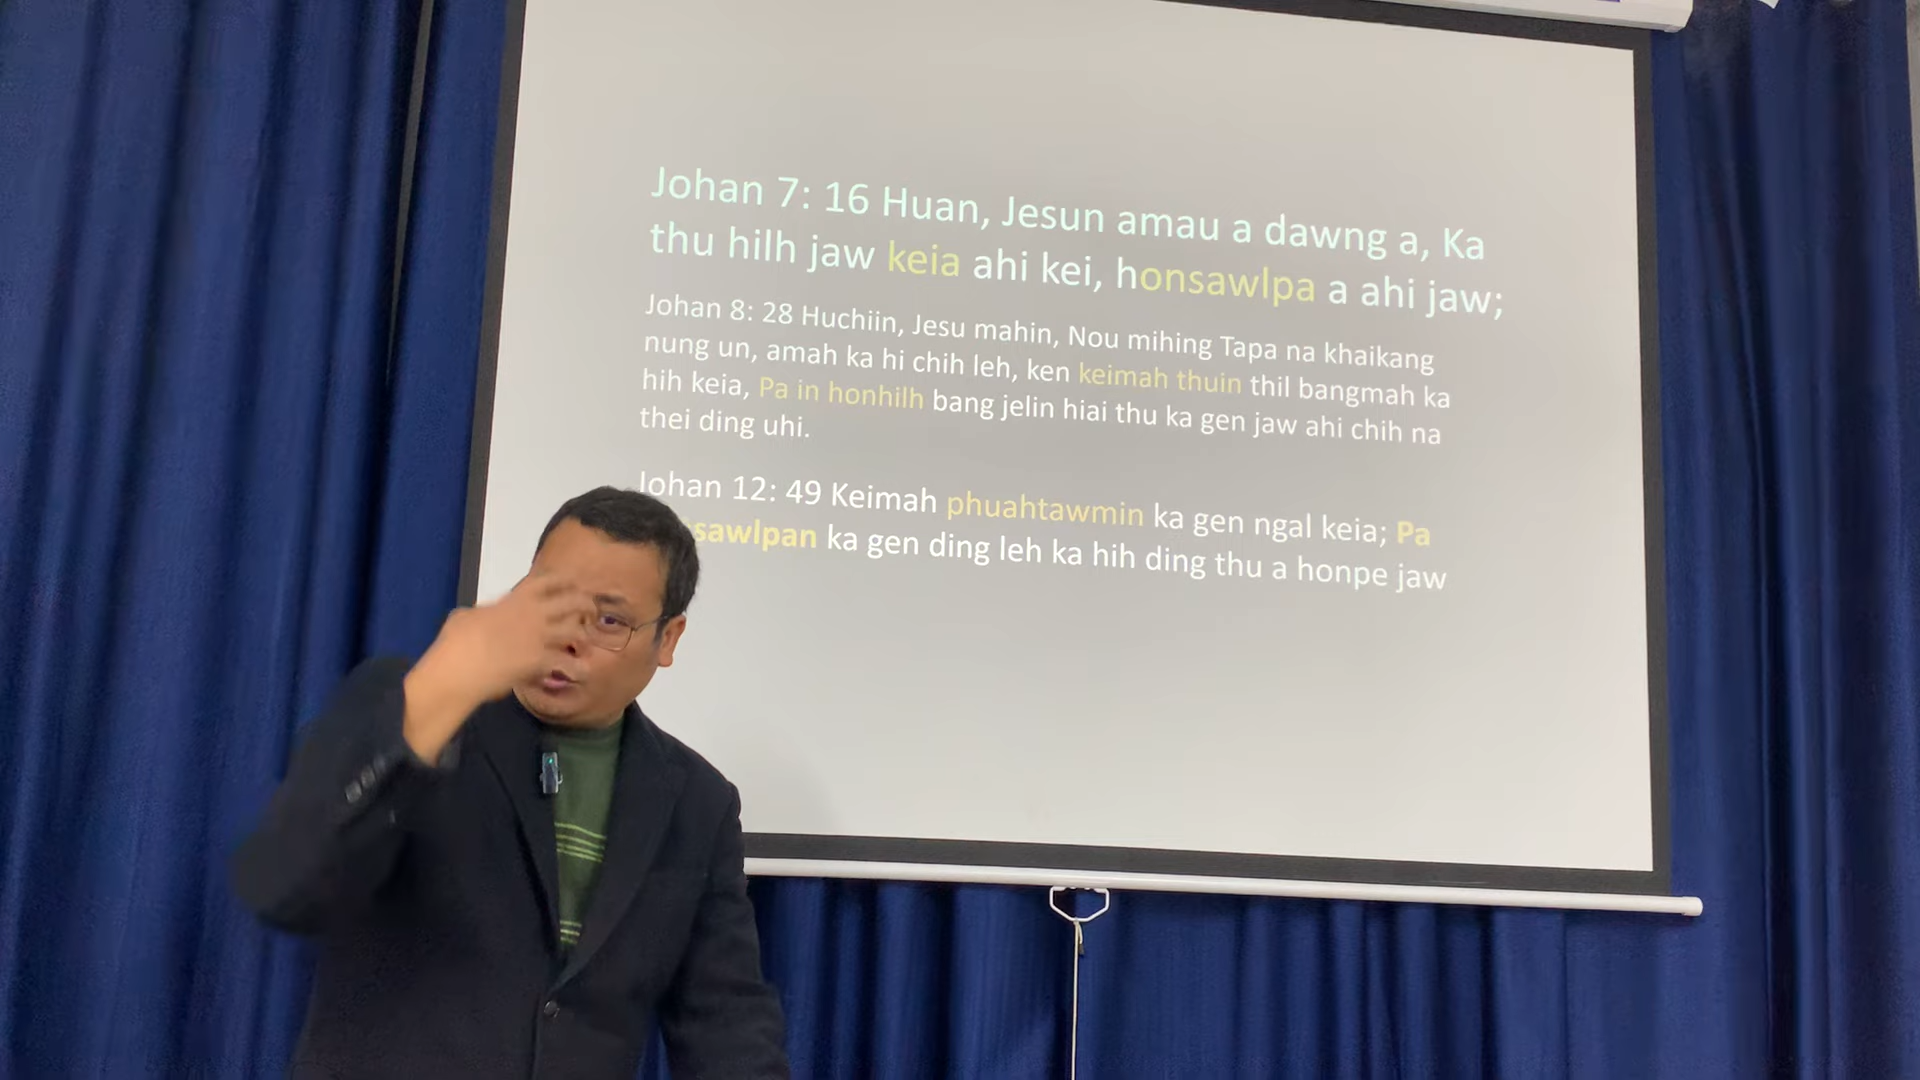 Johan 7: 16 Huan, Jesun amau a dawng a, Ka
thu hilh jaw keia ahi kei, honsawlpa a ahi jaw;
Johan 8: 28 Huchiin, Jesu mahin, Nou mihing Tapa na khaikang
nung un, amah ka hi chih leh, ken keimah thuin thil bangmah ka
hih keia, Pa in honhilh bang jelin hiai thu ka gen jaw ahi chih na
thei ding uhi.
Johan 12: 49 Keimah phuahtawmin ka gen ngal keia; Pa
ka gen ding leh ka hih ding thu a honpe jaw